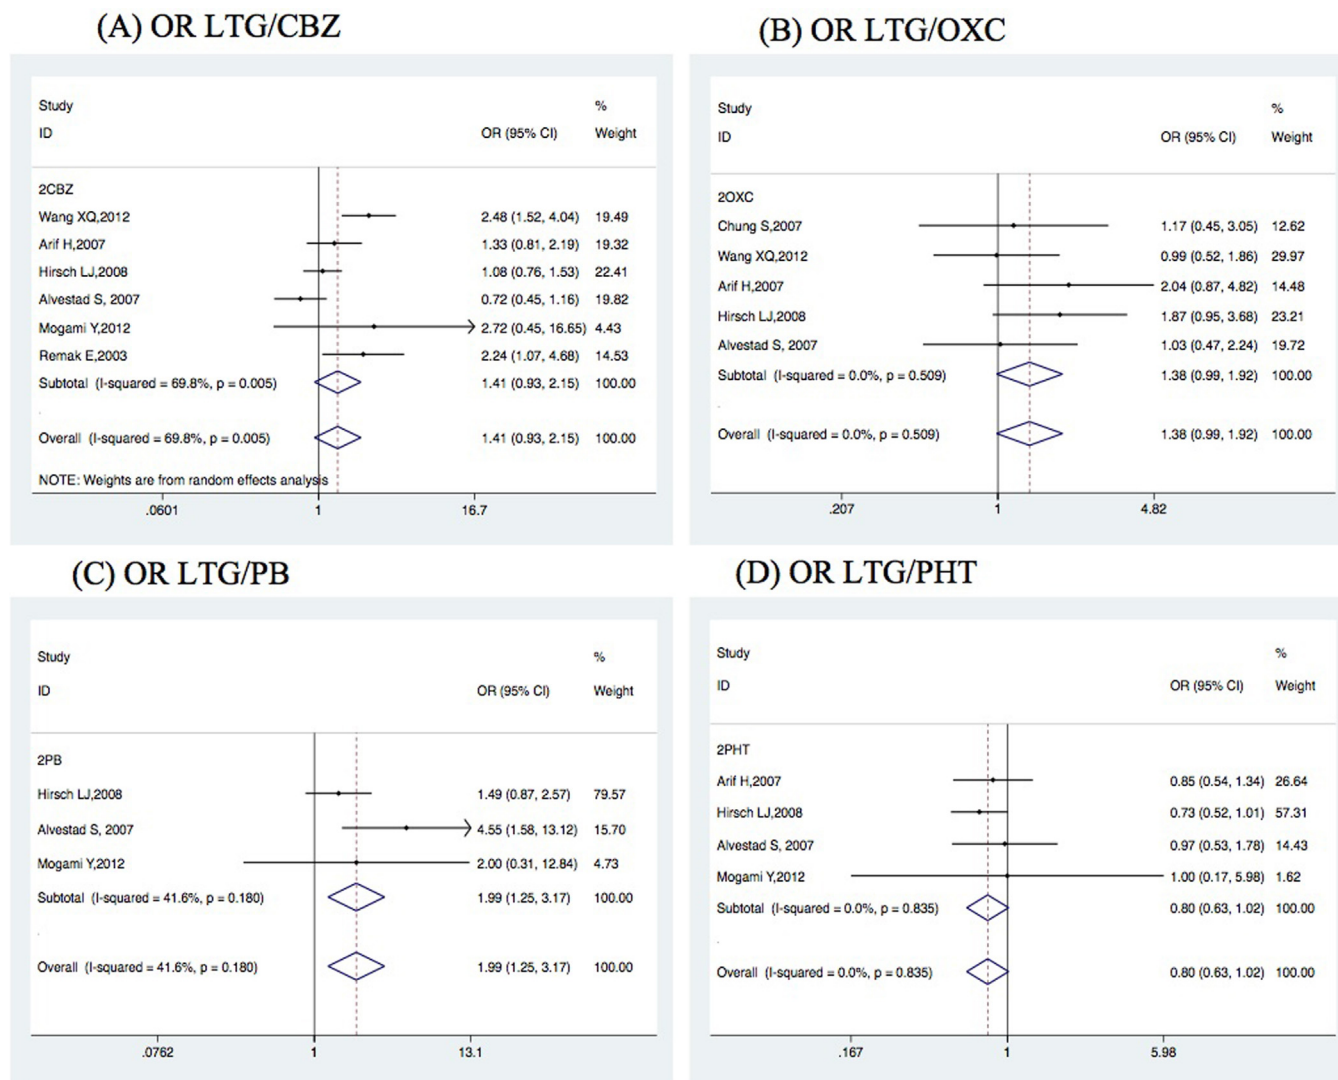 (A) OR LTG/CBZ
Study %
ID OR (95% CI) Weight
2CBZ
Wang XQ,2012 2.48 (1.52, 4.04) 19.49
Arif H,2007 1.33 (0.81, 2.19) 19.32
Hirsch LJ,2008 1.08 (0.76, 1.53) 22.41
Alvestad S, 2007 0.72 (0.45, 1.16) 19.82
Mogami Y,2012 2.72 (0.45, 16.65) 4.43
Remak E,2003 2.24 (1.07, 4.68) 14.53
Subtotal (I-squared = 69.8%, p = 0.005) 1.41 (0.93, 2.15) 100.00
.
Overall (I-squared = 69.8%, p = 0.005) 1.41 (0.93, 2.15) 100.00
NOTE: Weights are from random effects analysis
.0601 1 16.7
(B) OR LTG/OXC
Study %
ID OR (95% CI) Weight
2OXC
Chung S,2007 1.17 (0.45, 3.05) 12.62
Wang XQ,2012 0.99 (0.52, 1.86) 29.97
Arif H,2007 2.04 (0.87, 4.82) 14.48
Hirsch LJ,2008 1.87 (0.95, 3.68) 23.21
Alvestad S, 2007 1.03 (0.47, 2.24) 19.72
Subtotal (I-squared = 0.0%, p = 0.509) 1.38 (0.99, 1.92) 100.00
.
Overall (I-squared = 0.0%, p = 0.509) 1.38 (0.99, 1.92) 100.00
.207 1 4.82
(C) OR LTG/PB
Study %
ID OR (95% CI) Weight
2PB
Hirsch LJ,2008 1.49 (0.87, 2.57) 79.57
Alvestad S, 2007 4.55 (1.58, 13.12) 15.70
Mogami Y,2012 2.00 (0.31, 12.84) 4.73
Subtotal (I-squared = 41.6%, p = 0.180) 1.99 (1.25, 3.17) 100.00
.
Overall (I-squared = 41.6%, p = 0.180) 1.99 (1.25, 3.17) 100.00
.0762 1 13.1
(D) OR LTG/PHT
Study %
ID OR (95% CI) Weight
2PHT
Arif H,2007 0.85 (0.54, 1.34) 26.64
Hirsch LJ,2008 0.73 (0.52, 1.01) 57.31
Alvestad S, 2007 0.97 (0.53, 1.78) 14.43
Mogami Y,2012 1.00 (0.17, 5.98) 1.62
Subtotal (I-squared = 0.0%, p = 0.835) 0.80 (0.63, 1.02) 100.00
.
Overall (I-squared = 0.0%, p = 0.835) 0.80 (0.63, 1.02) 100.00
.167 1 5.98